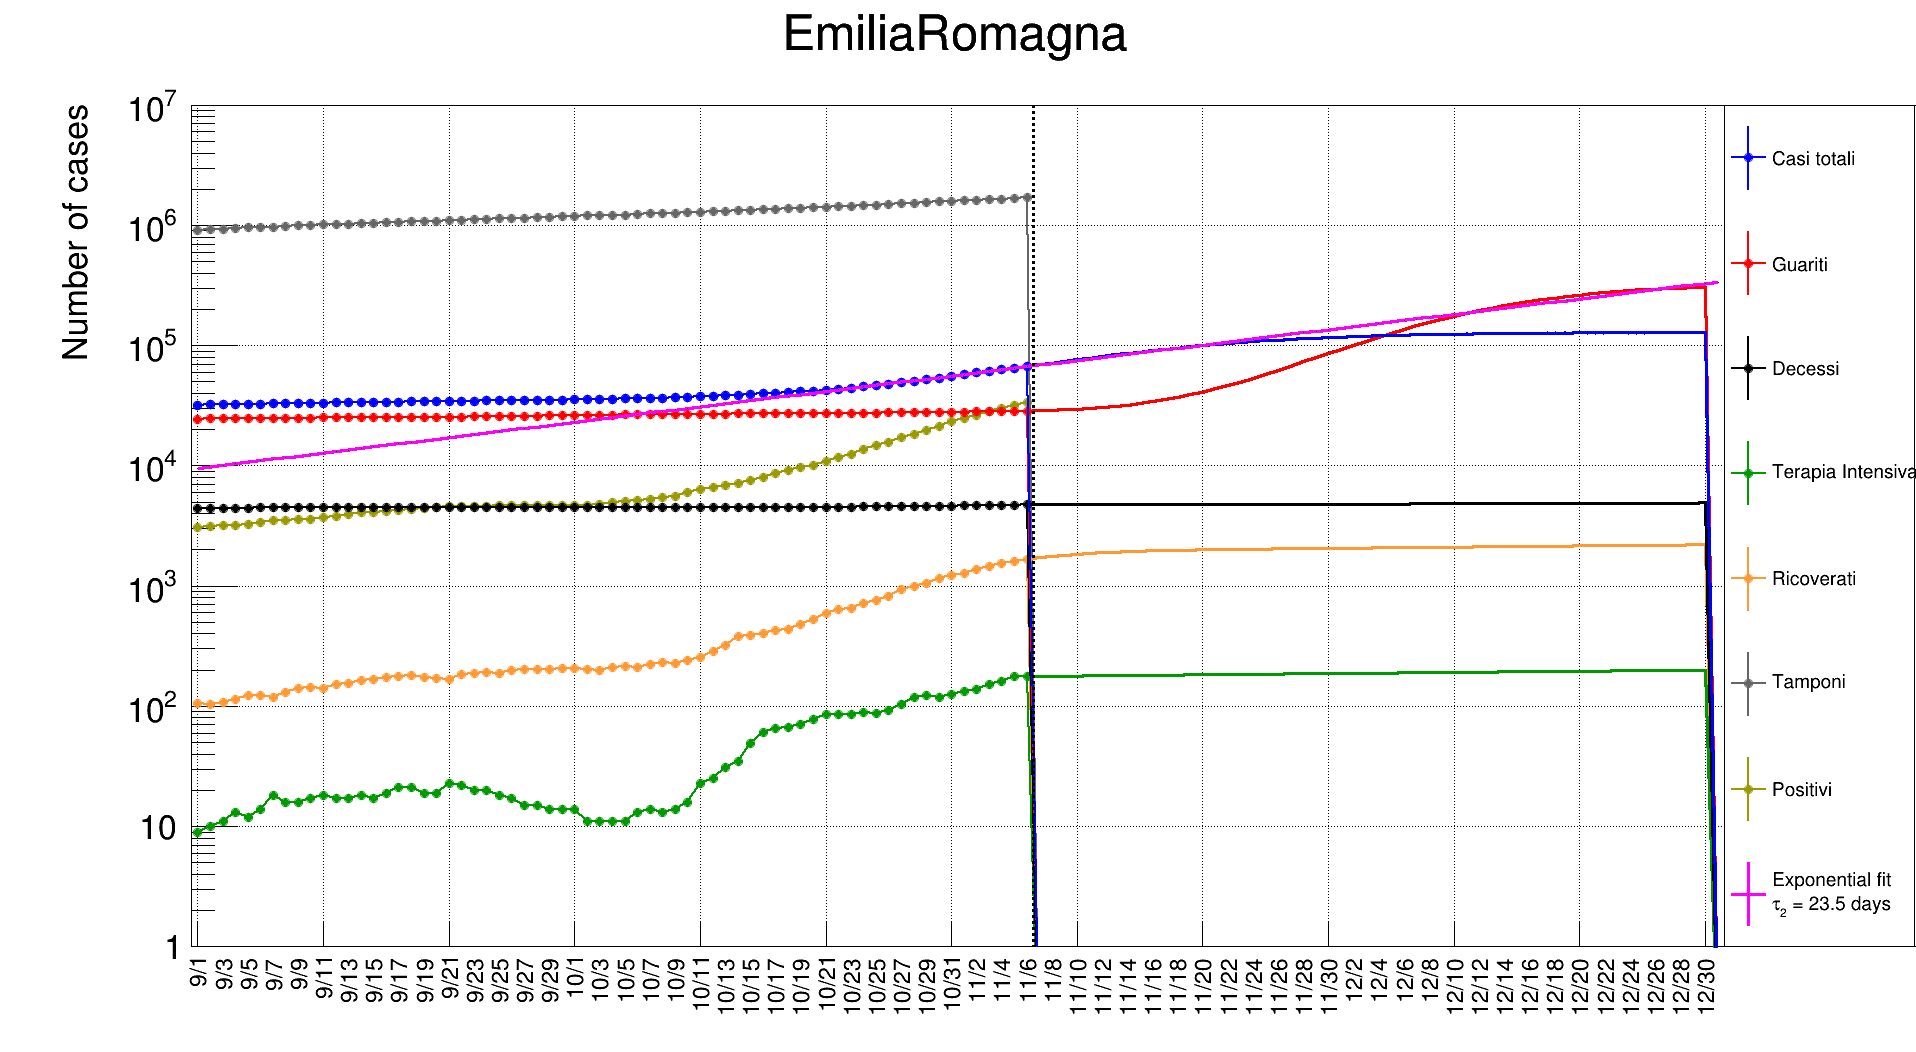 EmiliaRomagna
Number of cases
10^7
10^6
10^5
10^4
10^3
10^2
10
1
9/1 9/3 9/5 9/7 9/9 9/11 9/13 9/15 9/17 9/19 9/21 9/23 9/25 9/27 9/29 10/1 10/3 10/5 10/7 10/9 10/11 10/13 10/15 10/17 10/19 10/21 10/23 10/25 10/27 10/29 10/31 11/2 11/4 11/6 11/8 11/10 11/12 11/14 11/16 11/18 11/20 11/22 11/24 11/26 11/28 11/30 12/2 12/4 12/6 12/8 12/10 12/12 12/14 12/16 12/18 12/20 12/22 12/24 12/26 12/28 12/30
Casi totali
Guariti
Decessi
Terapia Intensiva
Ricoverati
Tamponi
Positivi
Exponential fit
τ₂ = 23.5 days